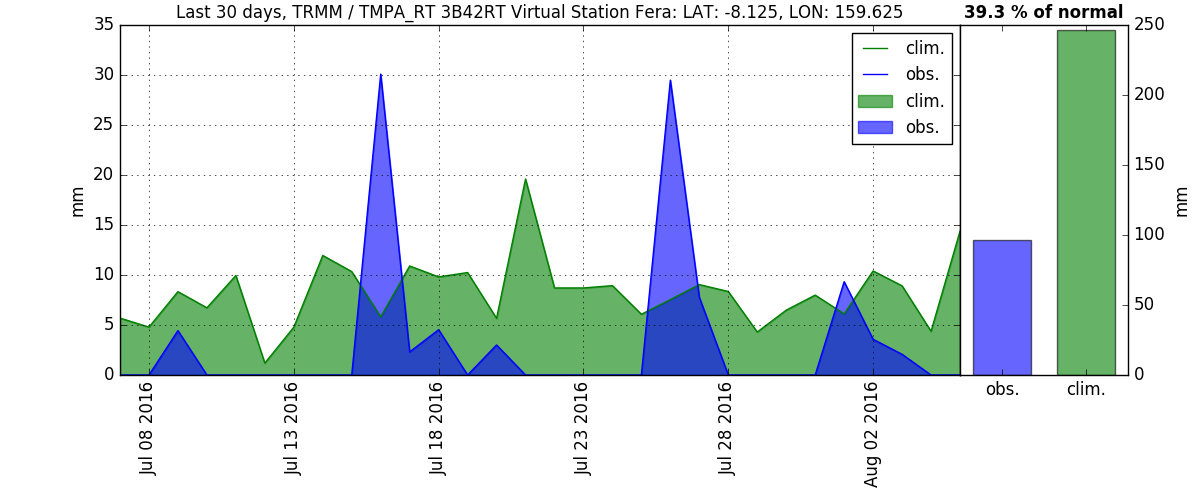 Last 30 days, TRMM / TMPA_RT 3B42RT Virtual Station Fera: LAT: -8.125, LON: 159.625
39.3 % of normal
35
30
25
20
15
10
5
0
mm
clim.
obs.
clim.
obs.
Jul 08 2016
Jul 13 2016
Jul 18 2016
Jul 23 2016
Jul 28 2016
Aug 02 2016
250
200
150
100
50
0
mm
obs.
clim.